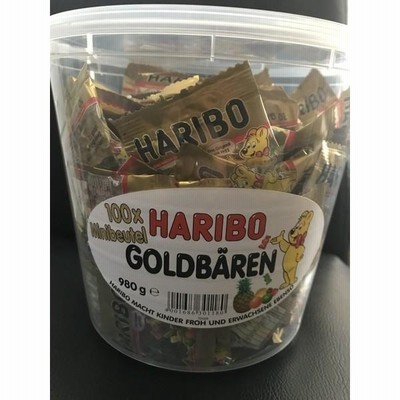 HARIBO
100x
Minibeutel
HARIBO
GOLDBÄREN
980 g e
HARIBO MACHT KINDER FROH UND ERWACHSENE EBENSO